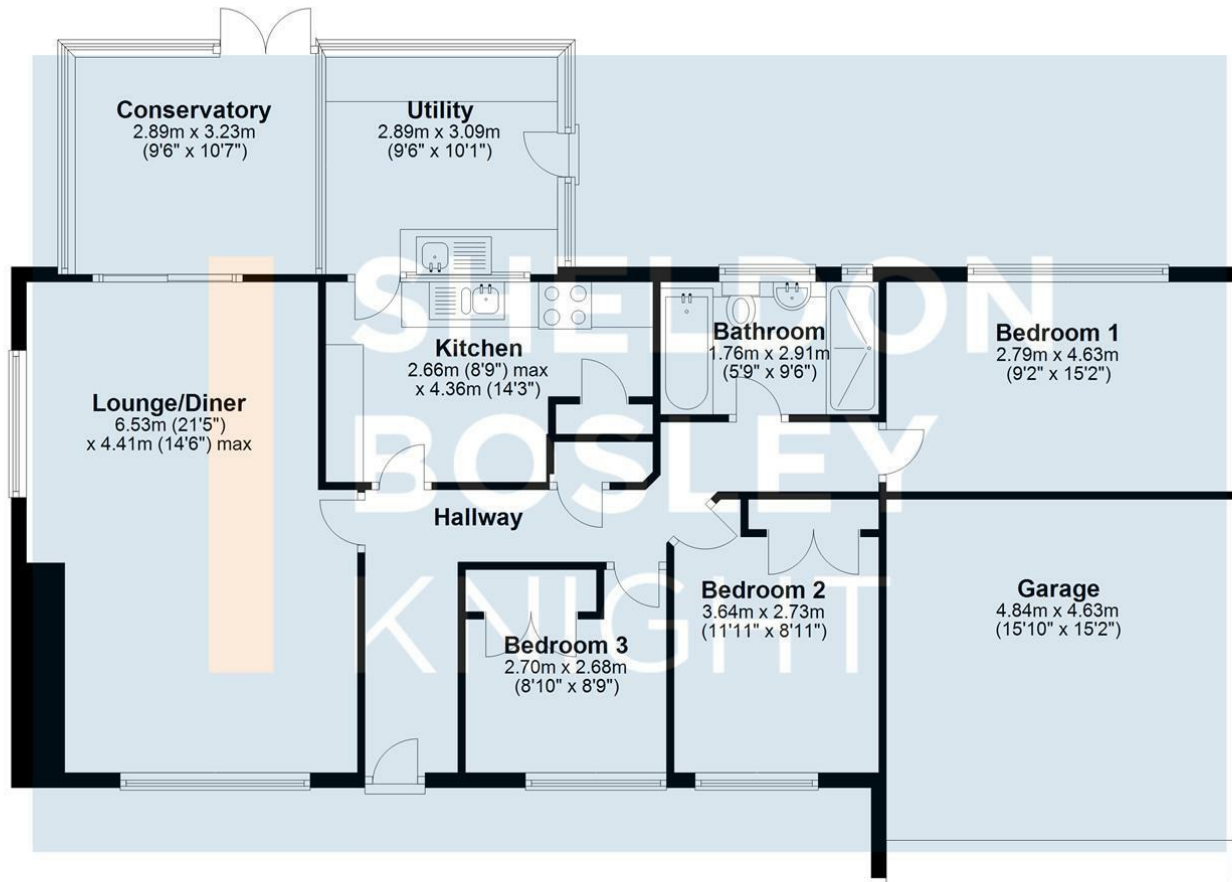 Conservatory
2.89m x 3.23m
(9'6" x 10'7")
Utility
2.89m x 3.09m
(9'6" x 10'1")
Kitchen
2.66m (8'9") max
x 4.36m (14'3")
Bathroom
1.76m x 2.91m
(5'9" x 9'6")
Bedroom 1
2.79m x 4.63m
(9'2" x 15'2")
Lounge/Diner
6.53m (21'5")
x 4.41m (14'6") max
Hallway
Bedroom 3
2.70m x 2.68m
(8'10" x 8'9")
Bedroom 2
3.64m x 2.73m
(11'11" x 8'11")
Garage
4.84m x 4.63m
(15'10" x 15'2")
SHELDON
BOSLEY
KNIGHT